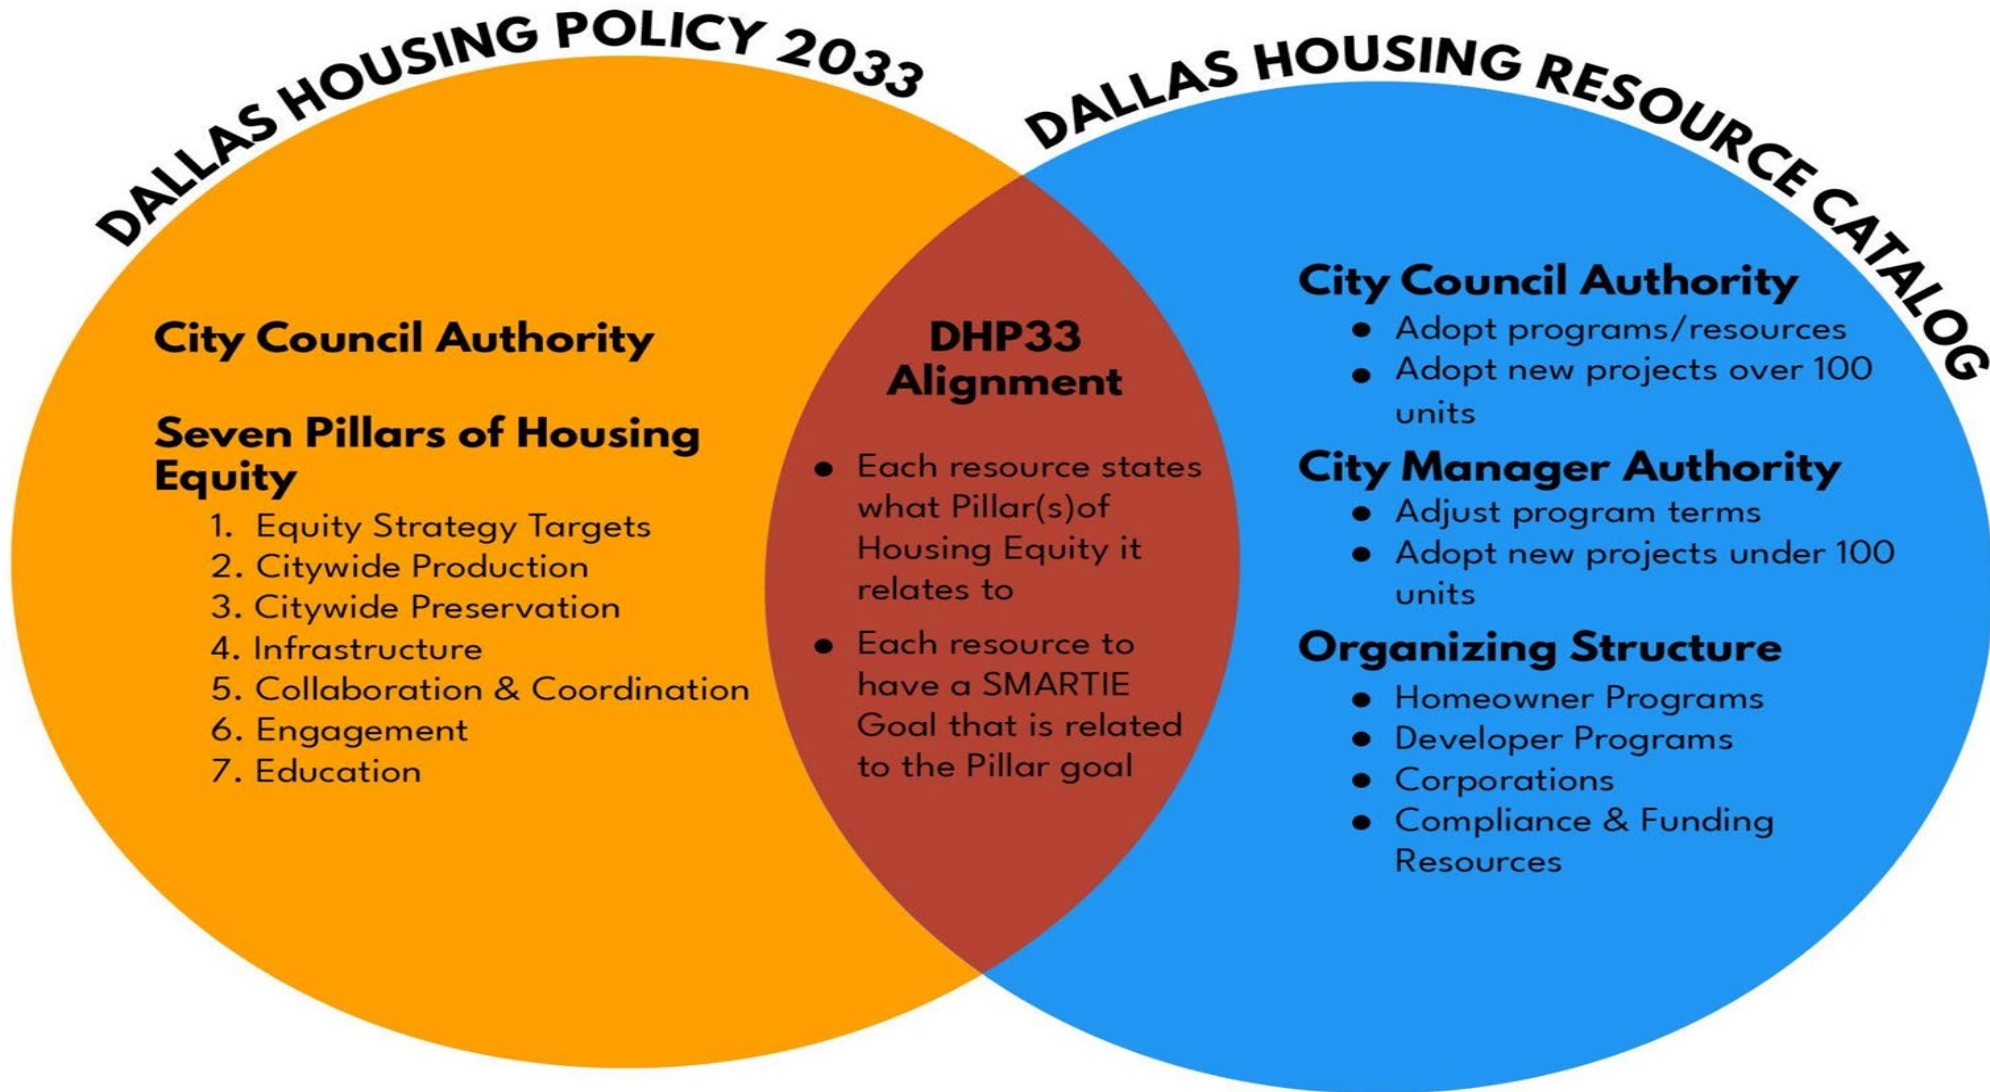 DALLAS HOUSING POLICY 2033
City Council Authority
Seven Pillars of Housing
Equity
1. Equity Strategy Targets
2. Citywide Production
3. Citywide Preservation
4. Infrastructure
5. Collaboration & Coordination
6. Engagement
7. Education
DHP33
Alignment
• Each resource states
what Pillar(s)of
Housing Equity it
relates to
• Each resource to
have a SMARTIE
Goal that is related
to the Pillar goal
DALLAS HOUSING RESOURCE CATALOG
City Council Authority
• Adopt programs/resources
• Adopt new projects over 100
units
City Manager Authority
• Adjust program terms
• Adopt new projects under 100
units
Organizing Structure
• Homeowner Programs
• Developer Programs
• Corporations
• Compliance & Funding
Resources